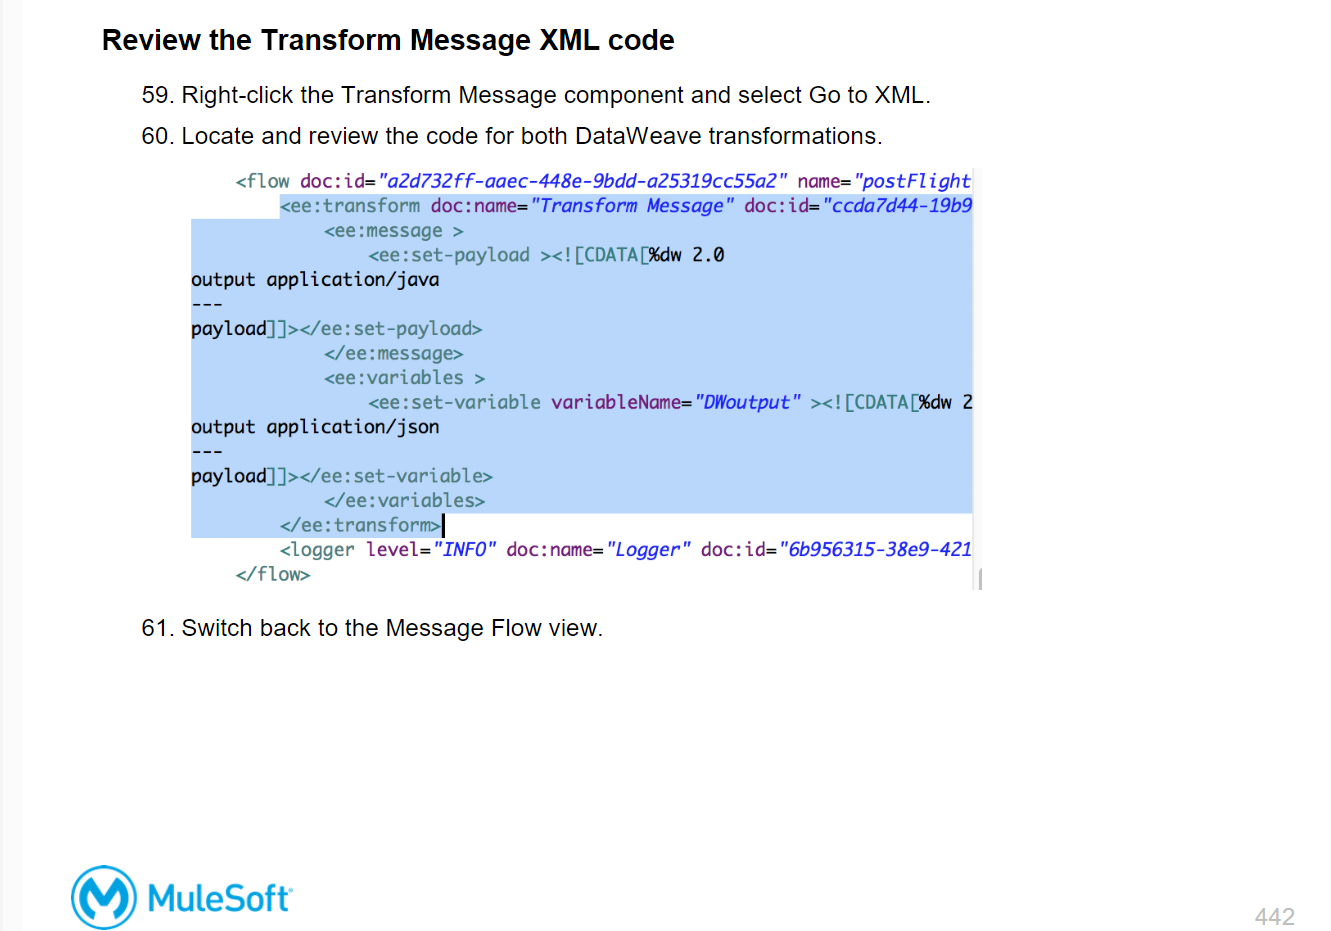 Review the Transform Message XML code
59. Right-click the Transform Message component and select Go to XML.
60. Locate and review the code for both DataWeave transformations.
<flow doc:id="a2d732ff-aaec-448e-9bdd-a25319cc55a2" name="postFlight
<ee:transform doc:name="Transform Message" doc:id="ccda7d44-19b9
<ee:message >
<ee:set-payload ><![CDATA[%dw 2.0
output application/java
---
payload]]></ee:set-payload>
</ee:message>
<ee:variables >
<ee:set-variable variableName="DWoutput" ><![CDATA[%dw 2
output application/json
---
payload]]></ee:set-variable>
</ee:variables>
</ee:transform>
<logger level="INFO" doc:name="Logger" doc:id="6b956315-38e9-421
</flow>
61. Switch back to the Message Flow view.
MuleSoft
442